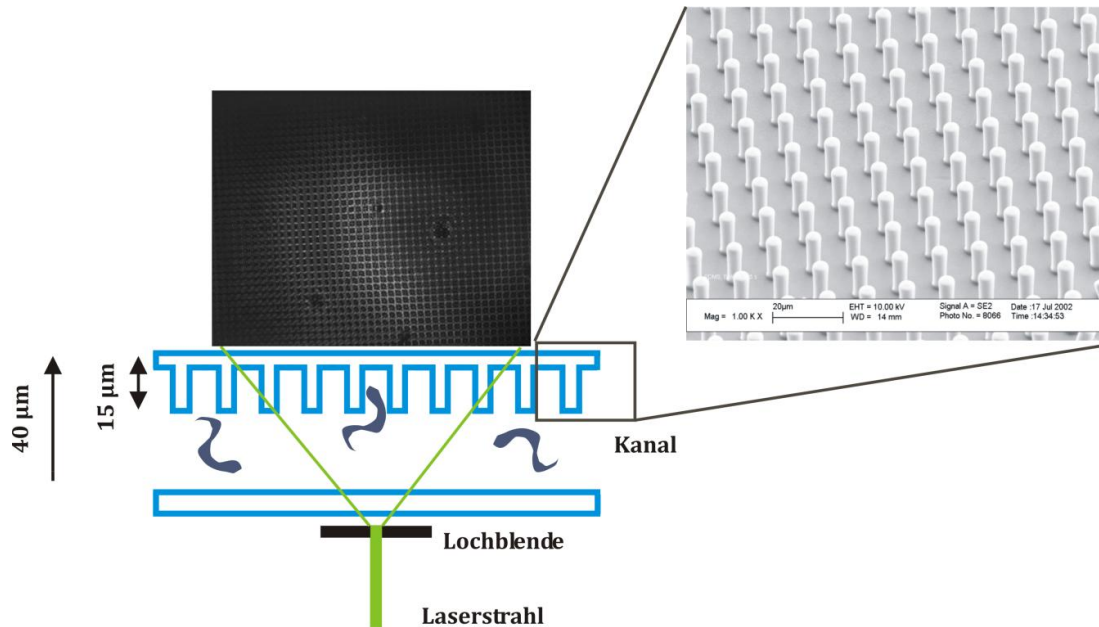 20µm
EHT = 10.00 kV
Signal A = SE2
Date :17 Jul 2002
Mag = 1.00 K X
WD = 14 mm
Photo No. = 8066
Time :14:34:53
40 µm
15 µm
Kanal
Lochblende
Laserstrahl